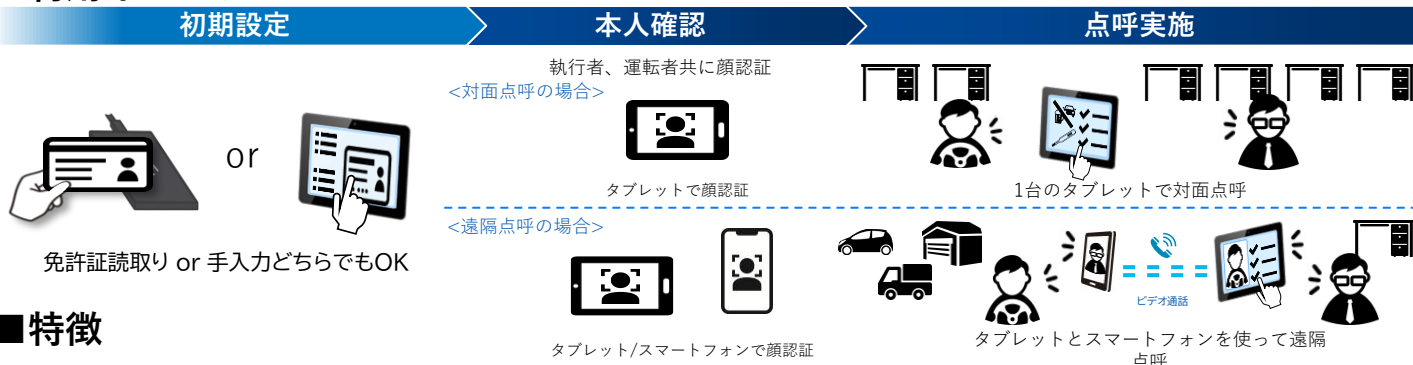 初期設定
本人確認
点呼実施
執行者、運転者共に顔認証
<対面点呼の場合>
or
タブレットで顔認証
1台のタブレットで対面点呼
<遠隔点呼の場合>
免許証読取り or 手入力どちらでもOK
ビデオ通話
■特徴
タブレット/スマートフォンで顔認証
タブレットとスマートフォンを使って遠隔
点呼